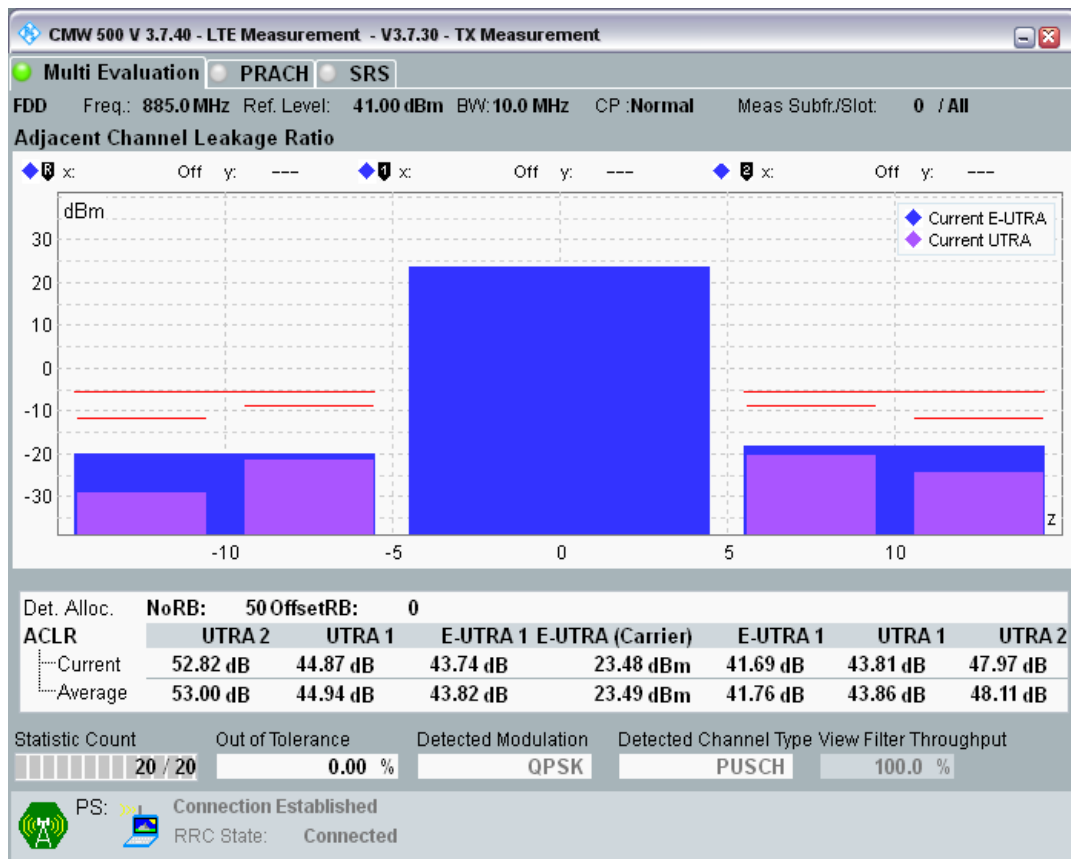 CMW 500 V 3.7.40 - LTE Measurement - V3.7.30 - TX Measurement
Multi Evaluation PRACH SRS
FDD Freq.: 885.0 MHz Ref. Level: 41.00 dBm BW: 10.0 MHz CP :Normal Meas Subfr./Slot: 0 / All
Adjacent Channel Leakage Ratio
R x: Off y: --- 1 x: Off y: --- 2 x: Off y: ---
dBm
Current E-UTRA
Current UTRA
30
20
10
0
-10
-20
-30
z
-10 -5 0 5 10
Det. Alloc. NoRB: 50 OffsetRB: 0
ACLR UTRA 2 UTRA 1 E-UTRA 1 E-UTRA (Carrier) E-UTRA 1 UTRA 1 UTRA 2
Current 52.82 dB 44.87 dB 43.74 dB 23.48 dBm 41.69 dB 43.81 dB 47.97 dB
Average 53.00 dB 44.94 dB 43.82 dB 23.49 dBm 41.76 dB 43.86 dB 48.11 dB
Statistic Count Out of Tolerance Detected Modulation Detected Channel Type View Filter Throughput
20 / 20 0.00 % QPSK PUSCH 100.0 %
PS: Connection Established
RRC State: Connected